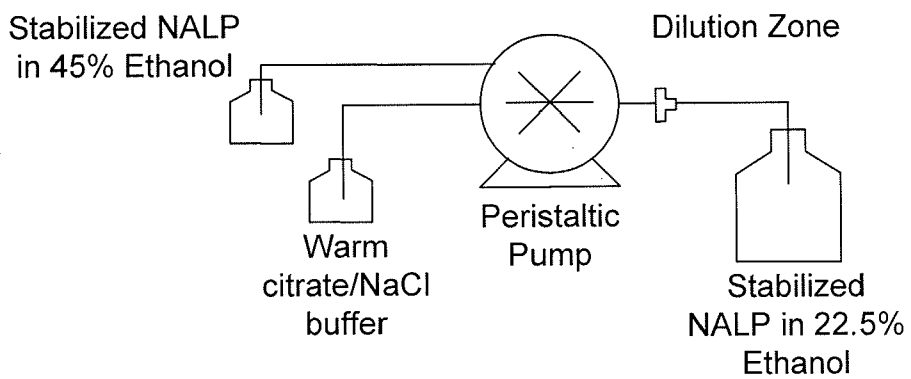 Stabilized NALP
in 45% Ethanol
Dilution Zone
Peristaltic
Pump
Warm
citrate/NaCl
buffer
Stabilized
NALP in 22.5%
Ethanol